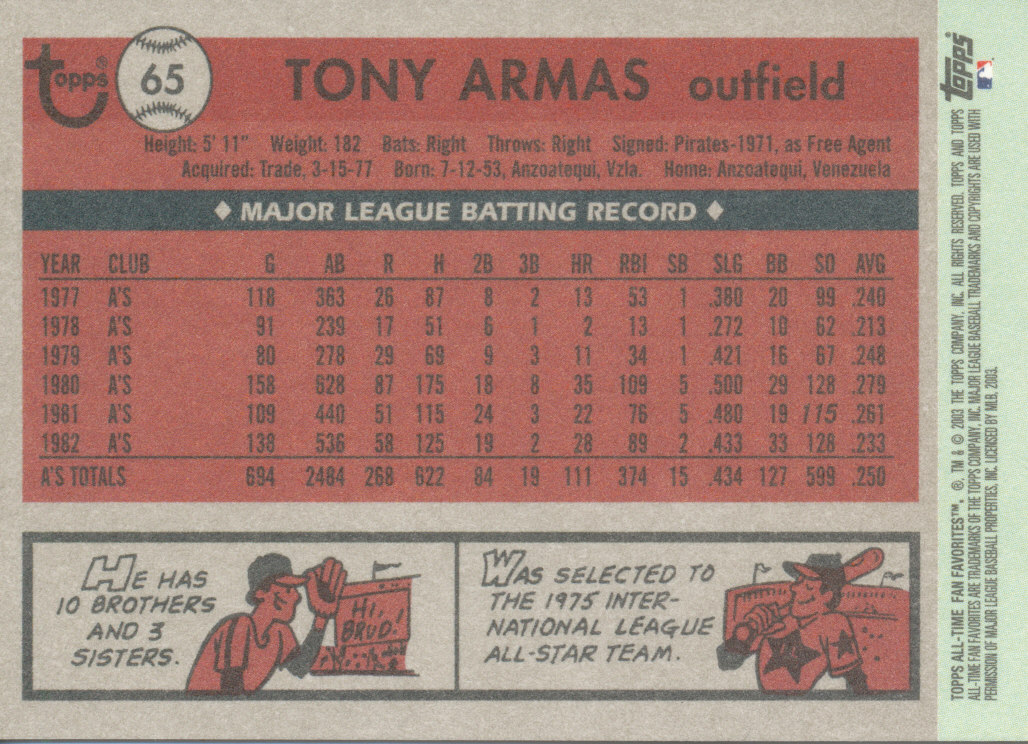 topps®
65
TONY ARMAS outfield
Height: 5' 11" Weight: 182 Bats: Right Throws: Right Signed: Pirates-1971, as Free Agent
Acquired: Trade, 3-15-77 Born: 7-12-53, Anzoatequi, Vzla. Home: Anzoatequi, Venezuela
◆ MAJOR LEAGUE BATTING RECORD ◆
YEAR CLUB G AB R H 2B 3B HR RBI SB SLG BB SO AVG
1977 A'S 118 363 26 87 8 2 13 53 1 .380 20 99 .240
1978 A'S 91 239 17 51 6 1 2 13 1 .272 10 62 .213
1979 A'S 80 278 29 69 9 3 11 34 1 .421 16 67 .248
1980 A'S 158 628 87 175 18 8 35 109 5 .500 29 128 .279
1981 A'S 109 440 51 115 24 3 22 76 5 .480 19 115 .261
1982 A'S 138 536 58 125 19 2 28 89 2 .433 33 128 .233
A'S TOTALS 694 2484 268 622 84 19 111 374 15 .434 127 599 .250
HE HAS
10 BROTHERS
AND 3
SISTERS.
HI,
BRUD!
WAS SELECTED TO
THE 1975 INTER-
NATIONAL LEAGUE
ALL-STAR TEAM.
topps
TOPPS ALL-TIME FAN FAVORITES™, ®, TM & © 2003 THE TOPPS COMPANY, INC. ALL RIGHTS RESERVED. TOPPS AND TOPPS
ALL-TIME FAN FAVORITES ARE TRADEMARKS OF THE TOPPS COMPANY, INC. MAJOR LEAGUE BASEBALL TRADEMARKS AND COPYRIGHTS ARE USED WITH
PERMISSION OF MAJOR LEAGUE BASEBALL PROPERTIES, INC. LICENSED BY MLB, 2003.